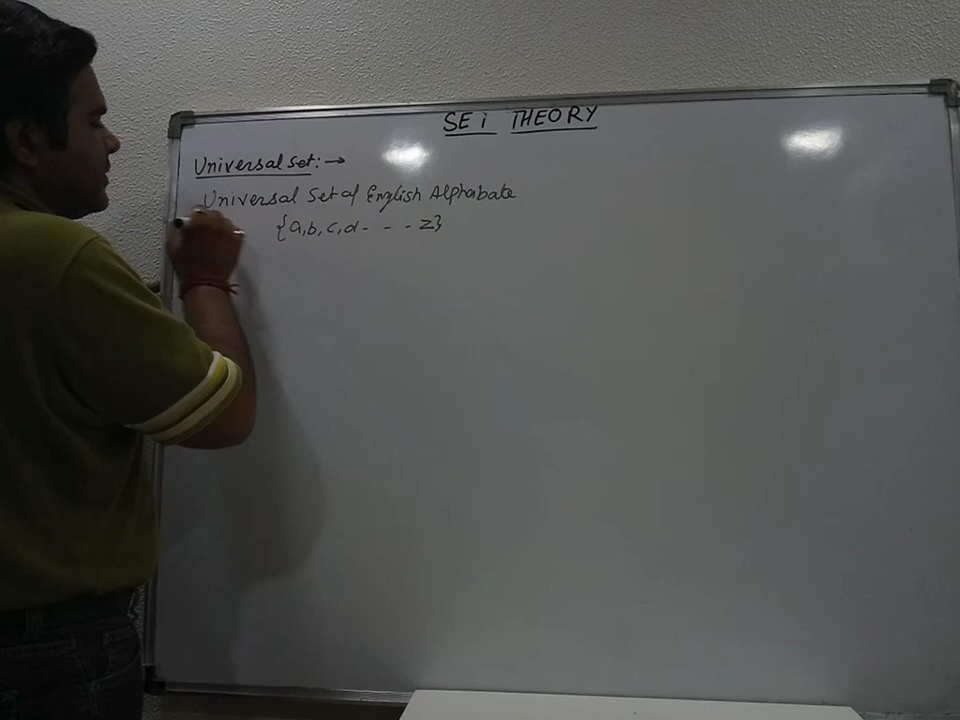 SET THEORY
Universal Set:→
Universal Set of English Alphabate
{a,b,c,d- - - z}